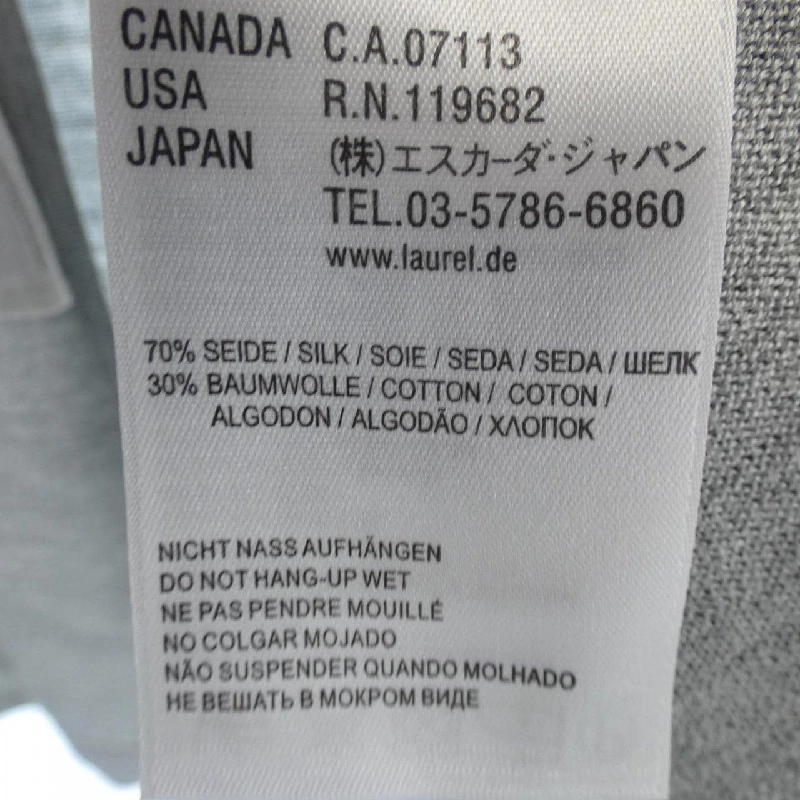 CANADA C.A.07113
USA R.N.119682
JAPAN (株)エスカーダ・ジャパン
TEL.03-5786-6860
www.laurel.de
70% SEIDE / SILK / SOIE / SEDA / SEDA / ШЕЛК
30% BAUMWOLLE / COTTON / COTON /
ALGODON / ALGODÃO / ХЛОПОК
NICHT NASS AUFHÄNGEN
DO NOT HANG-UP WET
NE PAS PENDRE MOUILLÉ
NO COLGAR MOJADO
NÃO SUSPENDER QUANDO MOLHADO
НЕ ВЕШАТЬ В МОКРОМ ВИДЕ